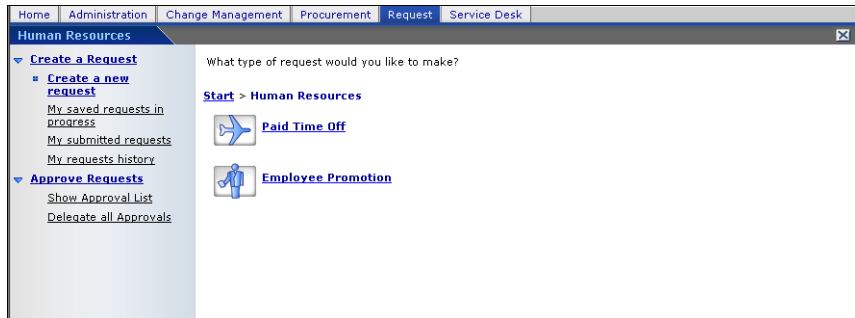 Home Administration Change Management Procurement Request Service Desk
Human Resources
Create a Request
Create a new
request
My saved requests in
progress
My submitted requests
My requests history
Approve Requests
Show Approval List
Delegate all Approvals
What type of request would you like to make?
Start > Human Resources
Paid Time Off
Employee Promotion